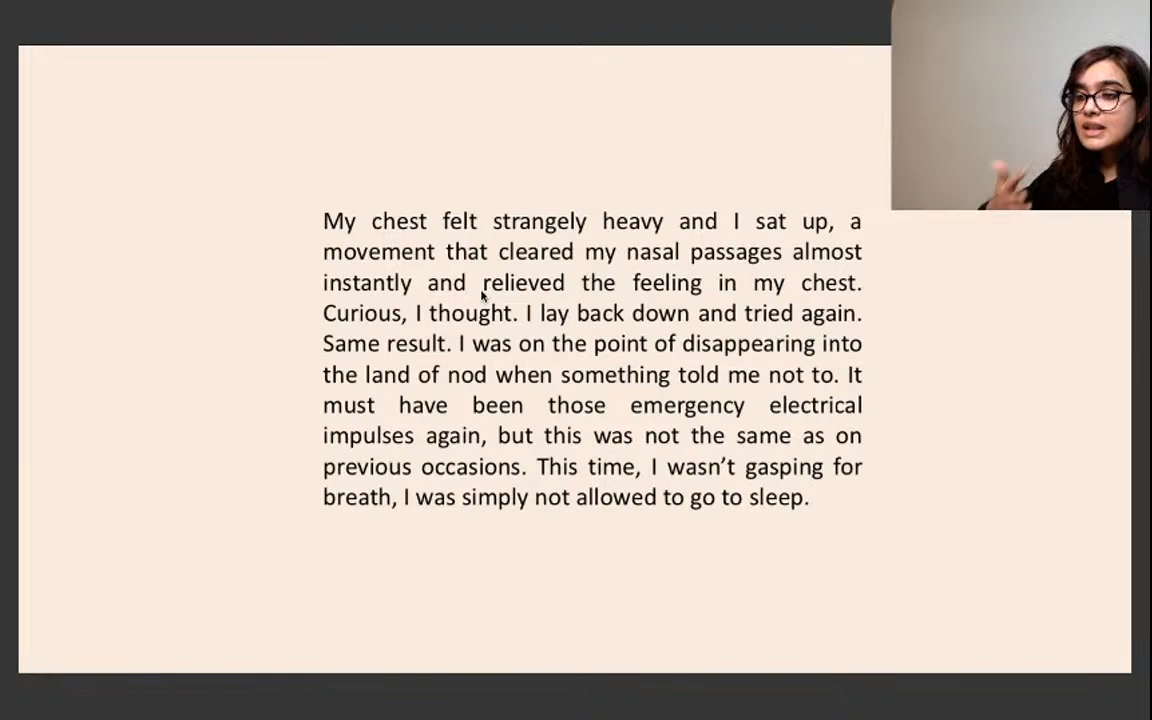 My chest felt strangely heavy and I sat up, a
movement that cleared my nasal passages almost
instantly and relieved the feeling in my chest.
Curious, I thought. I lay back down and tried again.
Same result. I was on the point of disappearing into
the land of nod when something told me not to. It
must have been those emergency electrical
impulses again, but this was not the same as on
previous occasions. This time, I wasn’t gasping for
breath, I was simply not allowed to go to sleep.